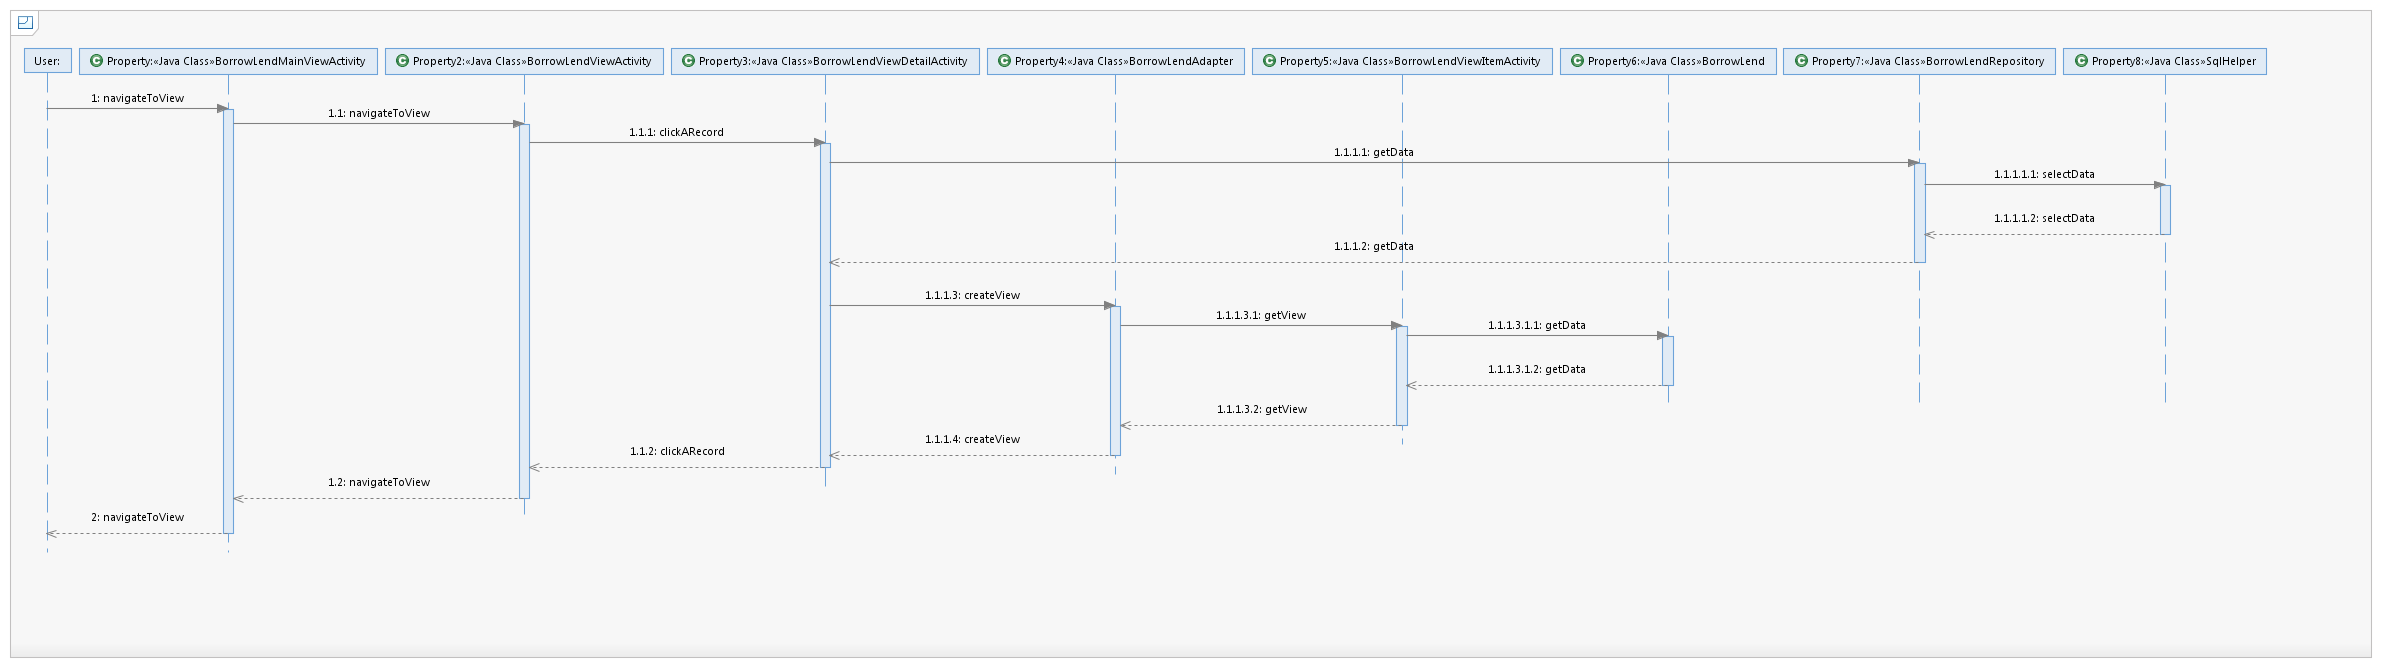 User:
C Property:«Java Class»BorrowLendMainViewActivity
C Property2:«Java Class»BorrowLendViewActivity
C Property3:«Java Class»BorrowLendViewDetailActivity
C Property4:«Java Class»BorrowLendAdapter
C Property5:«Java Class»BorrowLendViewItemActivity
C Property6:«Java Class»BorrowLend
C Property7:«Java Class»BorrowLendRepository
C Property8:«Java Class»SqlHelper
1: navigateToView
1.1: navigateToView
1.1.1: clickARecord
1.1.1.1: getData
1.1.1.1.1: selectData
1.1.1.1.2: selectData
1.1.1.2: getData
1.1.1.3: createView
1.1.1.3.1: getView
1.1.1.3.1.1: getData
1.1.1.3.1.2: getData
1.1.1.3.2: getView
1.1.1.4: createView
1.1.2: clickARecord
1.2: navigateToView
2: navigateToView